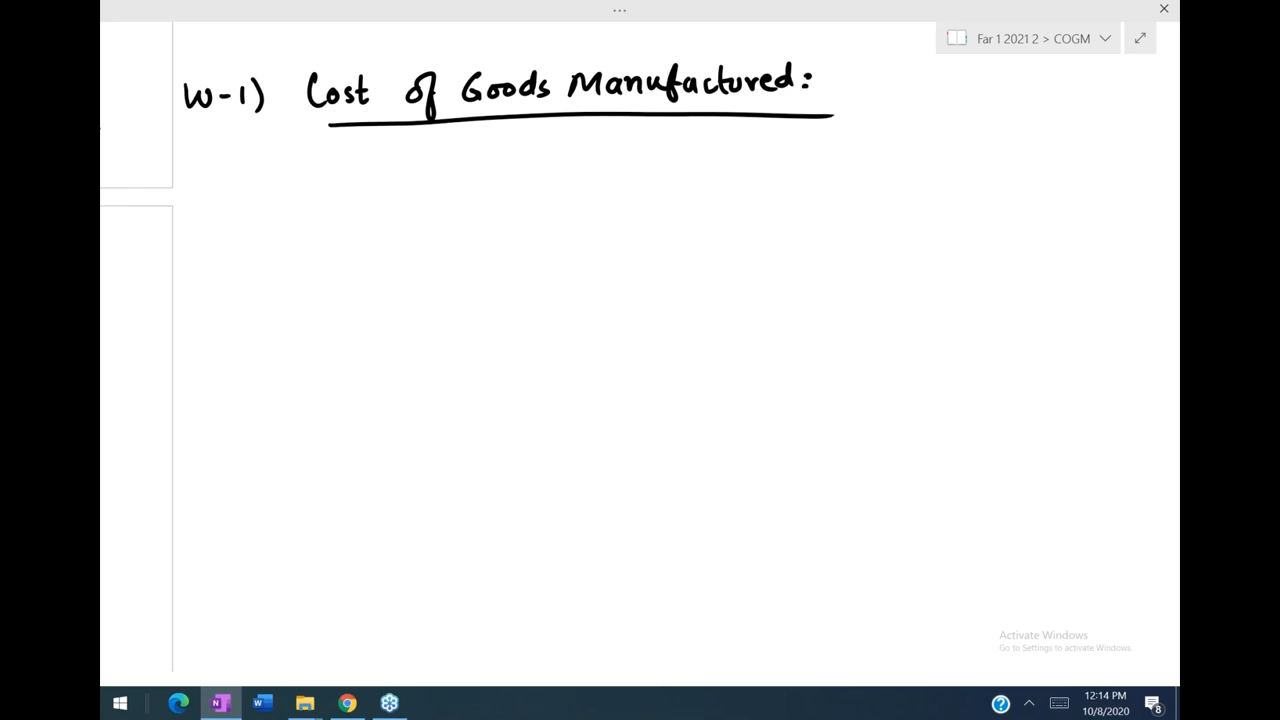 ...
Far 1 2021 2 > COGM
W-1) Cost of Goods Manufactured:
Activate Windows
Go to Settings to activate Windows.
12:14 PM
10/8/2020
8